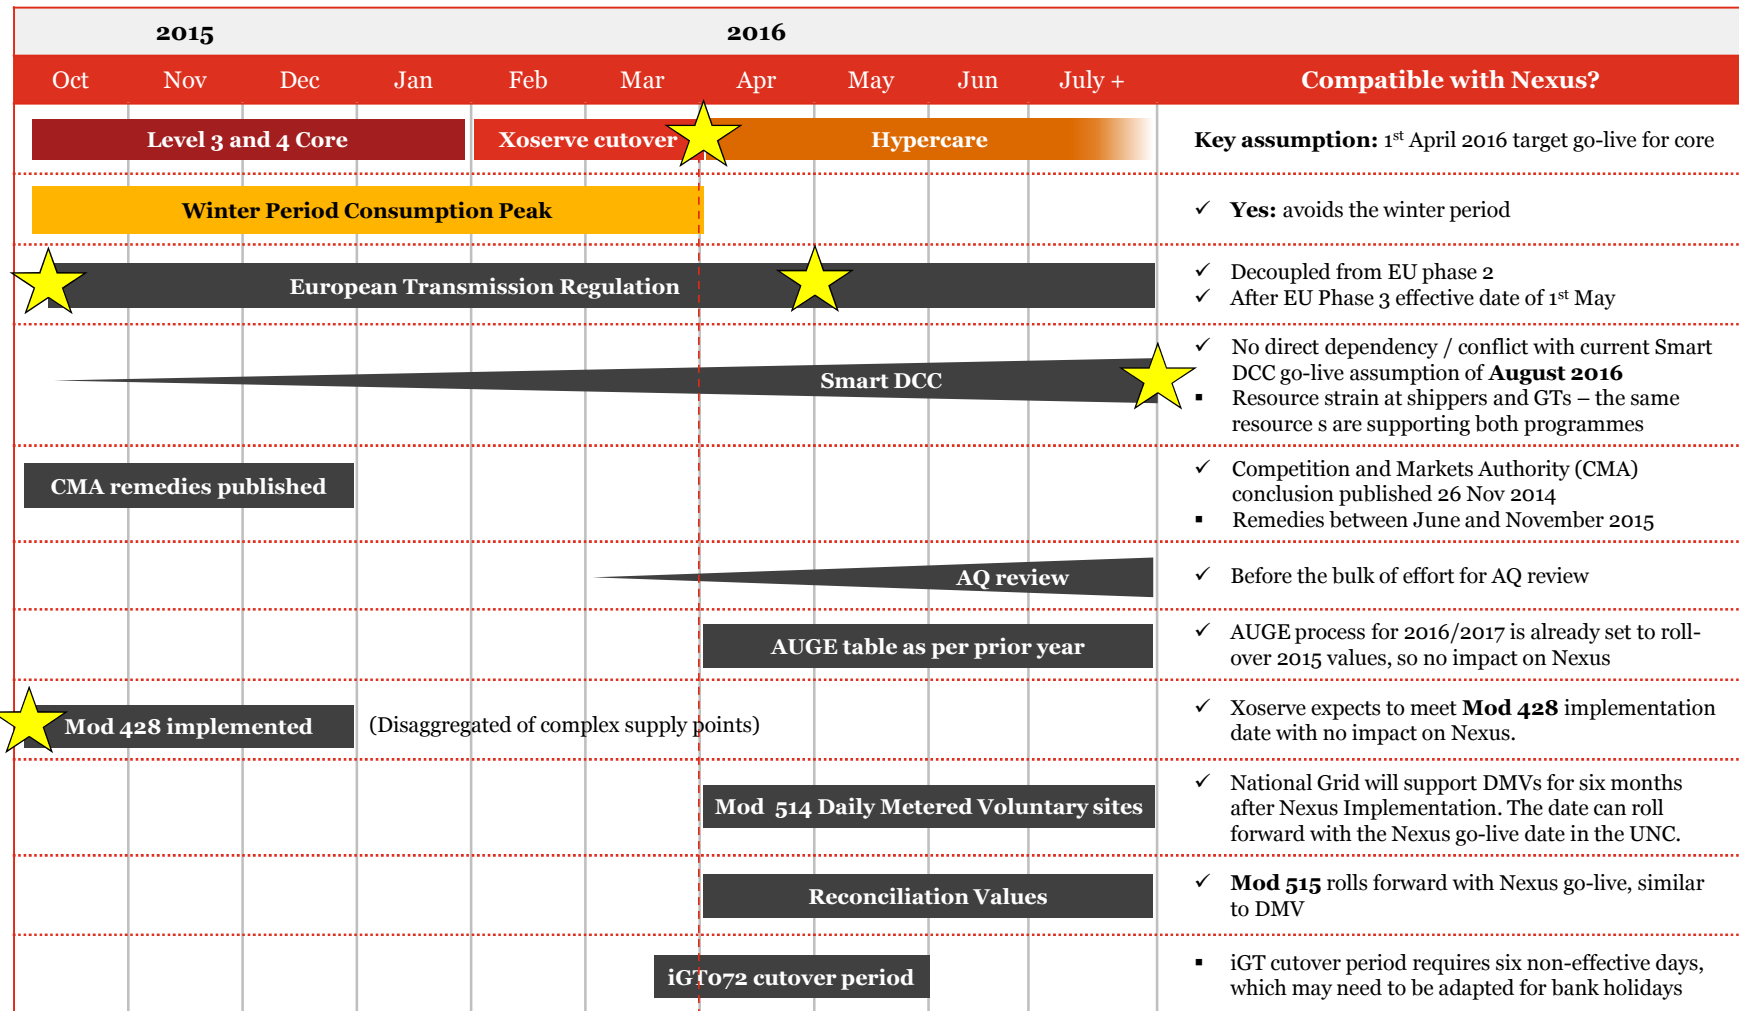 2015 2016
Oct Nov Dec Jan Feb Mar Apr May Jun July + Compatible with Nexus?
Level 3 and 4 Core Xoserve cutover Hypercare
Key assumption: 1st April 2016 target go-live for core
Winter Period Consumption Peak
✓ Yes: avoids the winter period
European Transmission Regulation
✓ Decoupled from EU phase 2
✓ After EU Phase 3 effective date of 1st May
Smart DCC
✓ No direct dependency / conflict with current Smart
DCC go-live assumption of August 2016
▪ Resource strain at shippers and GTs – the same
resource s are supporting both programmes
CMA remedies published
✓ Competition and Markets Authority (CMA)
conclusion published 26 Nov 2014
▪ Remedies between June and November 2015
AQ review
✓ Before the bulk of effort for AQ review
AUGE table as per prior year
✓ AUGE process for 2016/2017 is already set to roll-
over 2015 values, so no impact on Nexus
Mod 428 implemented (Disaggregated of complex supply points)
✓ Xoserve expects to meet Mod 428 implementation
date with no impact on Nexus.
Mod 514 Daily Metered Voluntary sites
✓ National Grid will support DMVs for six months
after Nexus Implementation. The date can roll
forward with the Nexus go-live date in the UNC.
Reconciliation Values
✓ Mod 515 rolls forward with Nexus go-live, similar
to DMV
iGT072 cutover period
▪ iGT cutover period requires six non-effective days,
which may need to be adapted for bank holidays